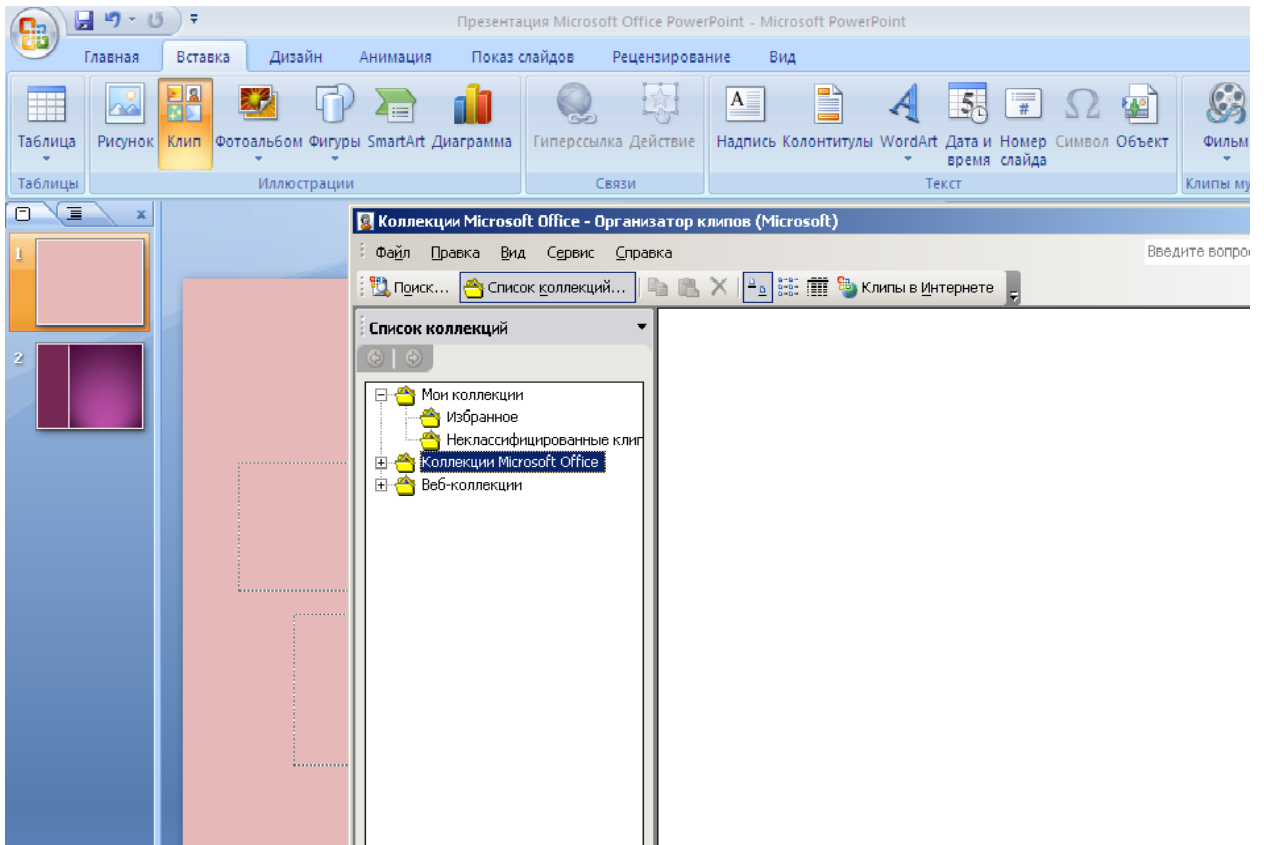 Презентация Microsoft Office PowerPoint - Microsoft PowerPoint
Главная Вставка Дизайн Анимация Показ слайдов Рецензирование Вид
Таблица Рисунок Клип Фотоальбом Фигуры SmartArt Диаграмма Гиперссылка Действие Надпись Колонтитулы WordArt Дата и время Номер слайда Символ Объект Фильм
Таблицы Иллюстрации Связи Текст Клипы му
1
2
Коллекции Microsoft Office - Организатор клипов (Microsoft)
Файл Правка Вид Сервис Справка Введите вопро
Поиск... Список коллекций... Клипы в Интернете
Список коллекций
Мои коллекции
Избранное
Неклассифицированные клип
Коллекции Microsoft Office
Веб-коллекции